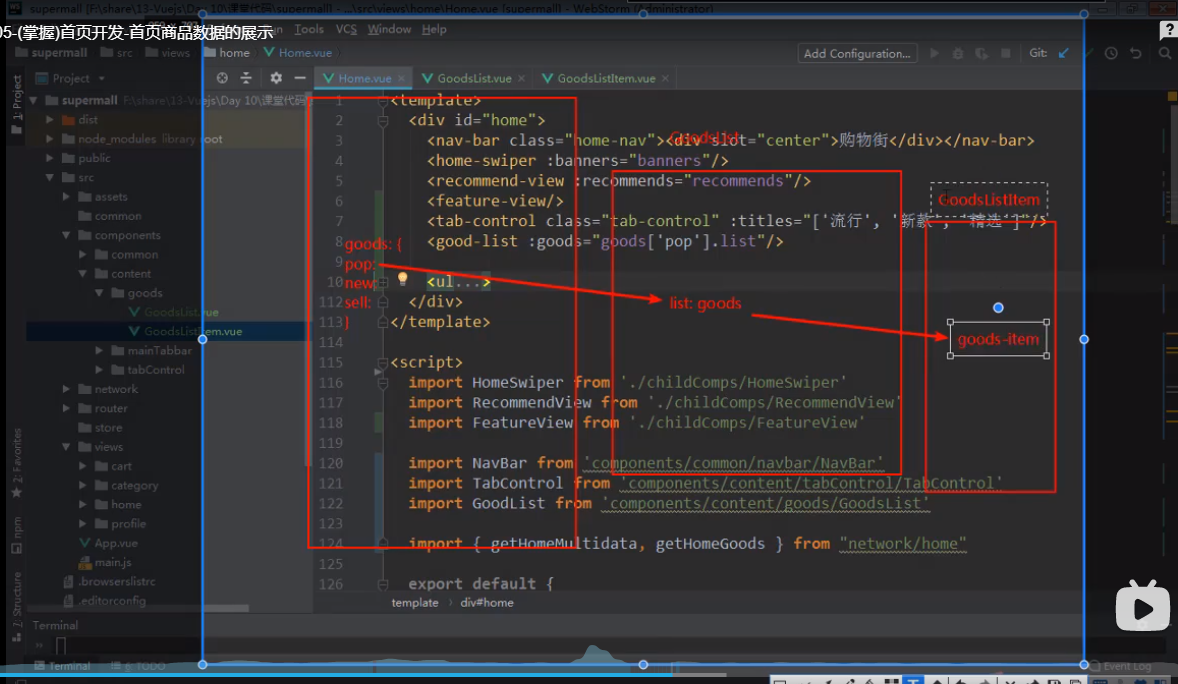 supermall [F:\share\13-Vuejs\Day 10\课堂代码\supermall] - ...\src\views\home\Home.vue [supermall] - WebStorm (Administrator)
05-(掌握)首页开发-首页商品数据的展示
Tools VCS Window Help
supermall src views home Home.vue
Add Configuration...
Git:
Project
Home.vue
GoodsList.vue
GoodsListItem.vue
1: Project
supermall F:\share\13-Vuejs\Day 10\课堂代码
dist
node_modules library root
public
src
assets
common
components
common
content
goods
GoodsList.vue
GoodsListItem.vue
mainTabbar
tabControl
network
router
store
views
cart
category
home
profile
App.vue
main.js
.browserslistrc
.editorconfig
2: Favorites
npm
7: Structure
1 <template>
2 <div id="home">
3 <nav-bar class="home-nav"><div slot="center">购物街</div></nav-bar>
4 <home-swiper :banners="banners"/>
5 <recommend-view :recommends="recommends"/>
6 <feature-view/>
7 <tab-control class="tab-control" :titles="['流行', '新款', '精选']"/>
8 <good-list :goods="goods['pop'].list"/>
9
10 <ul...>
112 </div>
113 </template>
114
115 <script>
116 import HomeSwiper from './childComps/HomeSwiper'
117 import RecommendView from './childComps/RecommendView'
118 import FeatureView from './childComps/FeatureView'
119
120 import NavBar from 'components/common/navbar/NavBar'
121 import TabControl from 'components/content/tabControl/TabControl'
122 import GoodList from 'components/content/goods/GoodsList'
123
124 import { getHomeMultidata, getHomeGoods } from "network/home"
125
126 export default {
GoodsList
GoodsListItem
goods: {
pop:
new:
sell:
}
list: goods
goods-item
template › div#home
Terminal
Terminal
6: TODO
Event Log